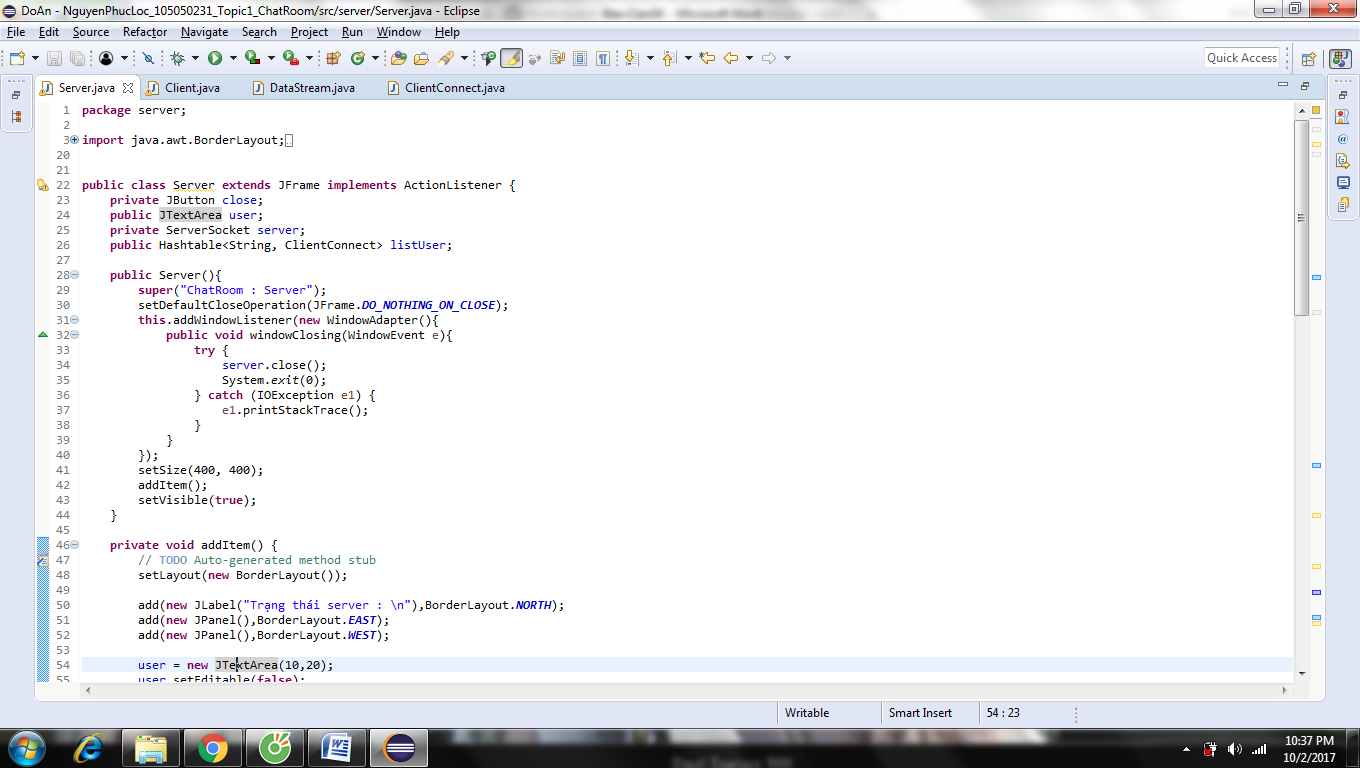 DoAn - NguyenPhucLoc_105050231_Topic1_ChatRoom/src/server/Server.java - Eclipse
File Edit Source Refactor Navigate Search Project Run Window Help
Quick Access
Server.java Client.java DataStream.java ClientConnect.java
1 package server;
2
3 import java.awt.BorderLayout;
20
21
22 public class Server extends JFrame implements ActionListener {
23 private JButton close;
24 public JTextArea user;
25 private ServerSocket server;
26 public Hashtable<String, ClientConnect> listUser;
27
28 public Server(){
29 super("ChatRoom : Server");
30 setDefaultCloseOperation(JFrame.DO_NOTHING_ON_CLOSE);
31 this.addWindowListener(new WindowAdapter(){
32 public void windowClosing(WindowEvent e){
33 try {
34 server.close();
35 System.exit(0);
36 } catch (IOException e1) {
37 e1.printStackTrace();
38 }
39 }
40 });
41 setSize(400, 400);
42 addItem();
43 setVisible(true);
44 }
45
46 private void addItem() {
47 // TODO Auto-generated method stub
48 setLayout(new BorderLayout());
49
50 add(new JLabel("Trạng thái server : \n"),BorderLayout.NORTH);
51 add(new JPanel(),BorderLayout.EAST);
52 add(new JPanel(),BorderLayout.WEST);
53
54 user = new JTextArea(10,20);
55 user.setEditable(false);
Writable Smart Insert 54 : 23
10:37 PM
10/2/2017